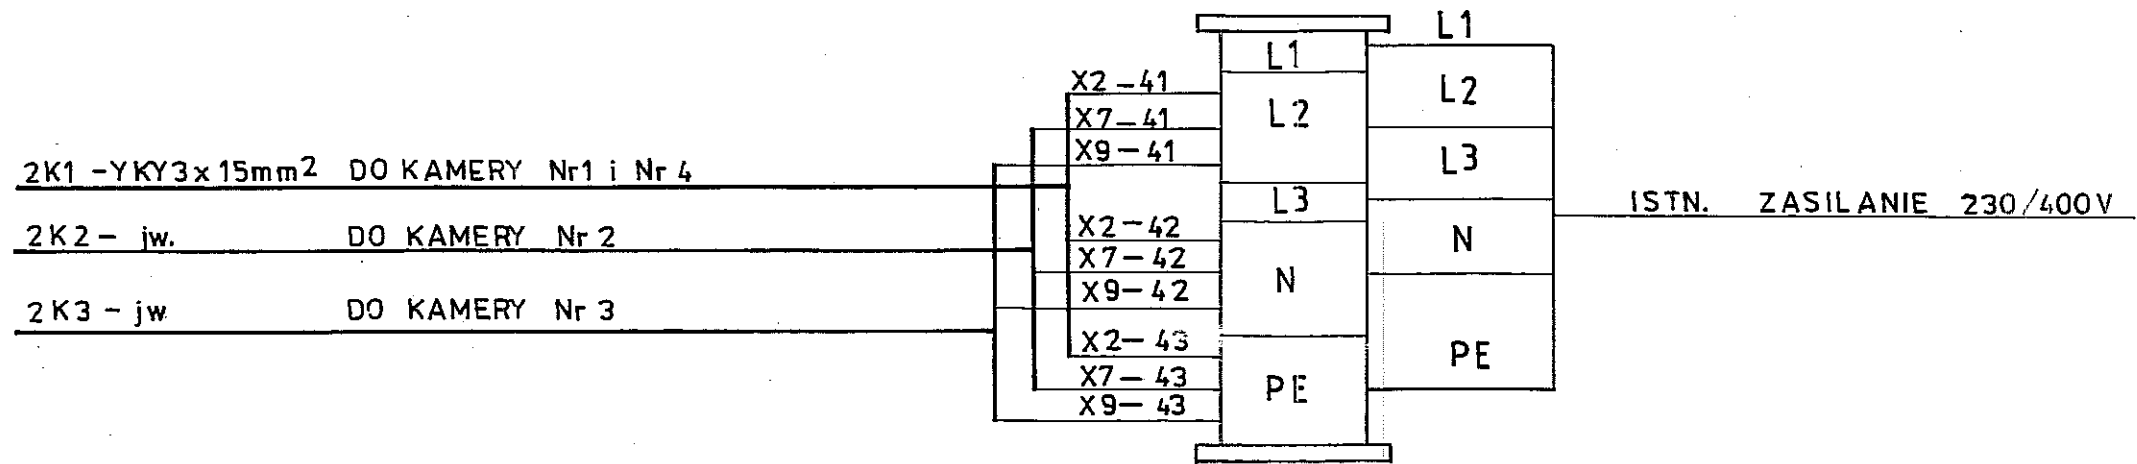 2K1 -YKY3x15mm² DO KAMERY Nr1 i Nr 4
2K2 - jw. DO KAMERY Nr 2
2K3 - jw DO KAMERY Nr 3
X2-41
X7-41
X9-41
X2-42
X7-42
X9-42
X2-43
X7-43
X9-43
L1
L2
L3
N
PE
L1
L2
L3
N
PE
ISTN. ZASILANIE 230/400V